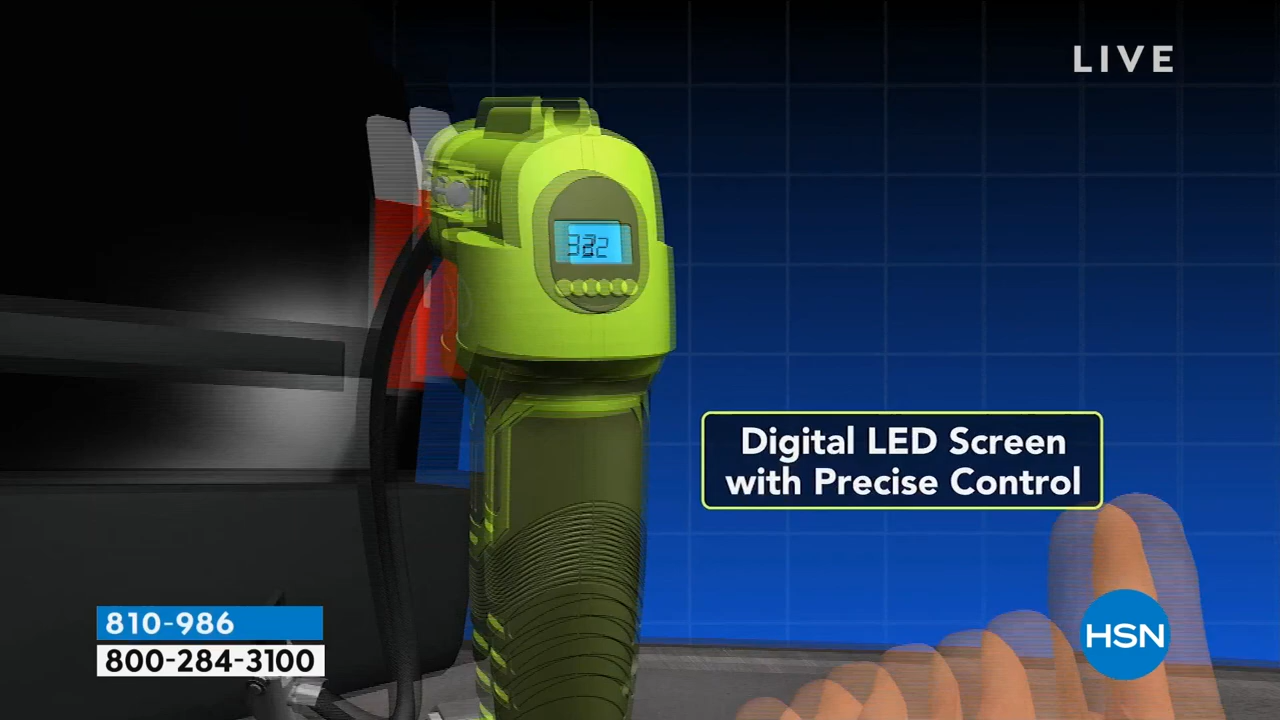 LIVE
Digital LED Screen
with Precise Control
810-986
800-284-3100
HSN